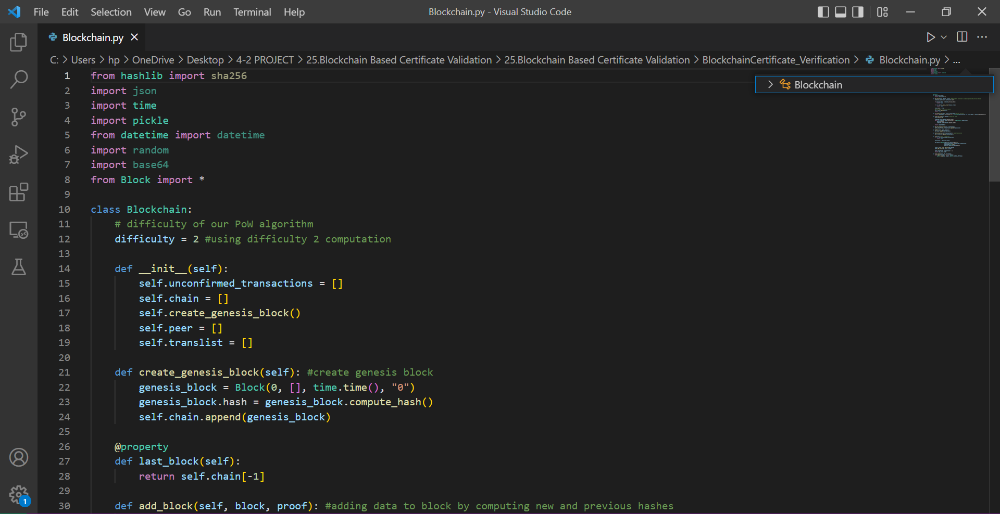 File Edit Selection View Go Run Terminal Help Blockchain.py - Visual Studio Code
Blockchain.py
C: > Users > hp > OneDrive > Desktop > 4-2 PROJECT > 25.Blockchain Based Certificate Validation > 25.Blockchain Based Certificate Validation > BlockchainCertificate_Verification > Blockchain.py > ...
Blockchain
1 from hashlib import sha256
2 import json
3 import time
4 import pickle
5 from datetime import datetime
6 import random
7 import base64
8 from Block import *
9
10 class Blockchain:
11     # difficulty of our PoW algorithm
12     difficulty = 2 #using difficulty 2 computation
13
14     def __init__(self):
15         self.unconfirmed_transactions = []
16         self.chain = []
17         self.create_genesis_block()
18         self.peer = []
19         self.translist = []
20
21     def create_genesis_block(self): #create genesis block
22         genesis_block = Block(0, [], time.time(), "0")
23         genesis_block.hash = genesis_block.compute_hash()
24         self.chain.append(genesis_block)
25
26     @property
27     def last_block(self):
28         return self.chain[-1]
29
30     def add_block(self, block, proof): #adding data to block by computing new and previous hashes
1